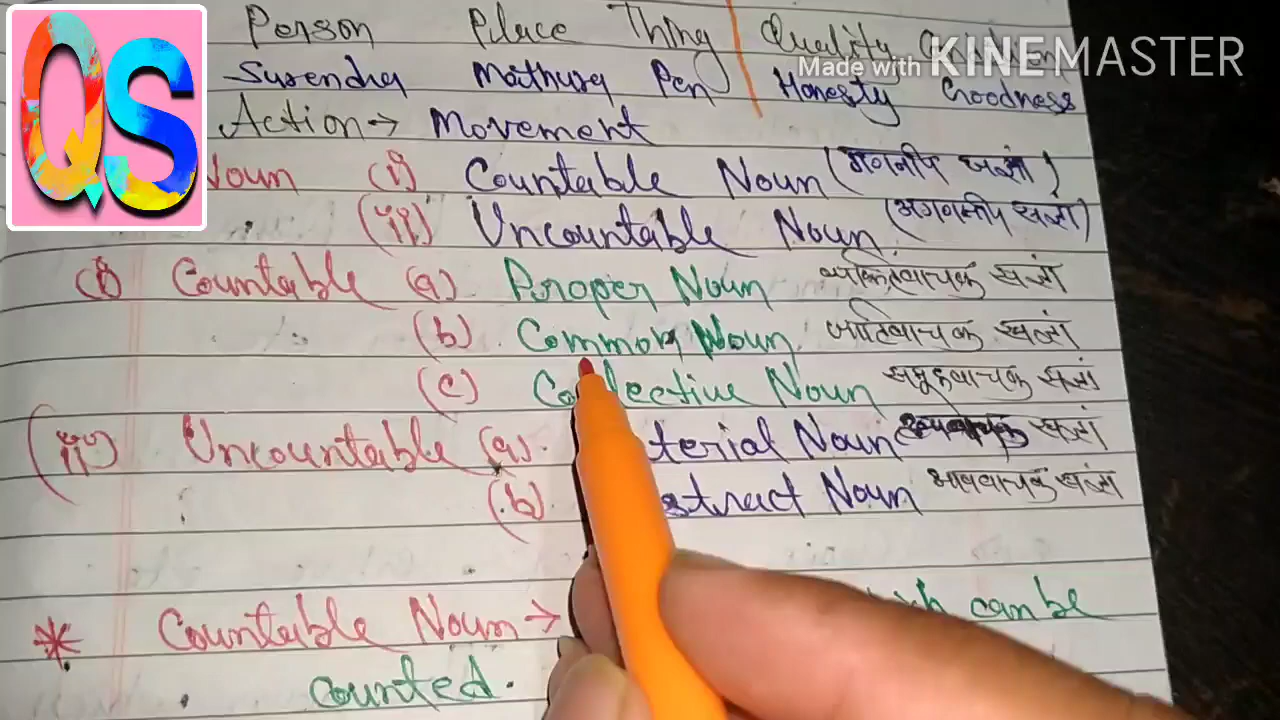 QS
Person Place Thing Quality Condition
Made with KINEMASTER
Surendra Mathura Pen Honesty Goodness
Action → Movement
Noun (i) Countable Noun (गणनीय संज्ञा)
(ii) Uncountable Noun (अगणनीय संज्ञा)
(i) Countable (a) Proper Noun व्यक्तिवाचक संज्ञा
(b) Common Noun जातिवाचक संज्ञा
(c) Collective Noun समूहवाचक संज्ञा
(ii) Uncountable (a) terial Noun संज्ञा
(b) stract Noun भाववाचक संज्ञा
* Countable Noun → can be
counted.